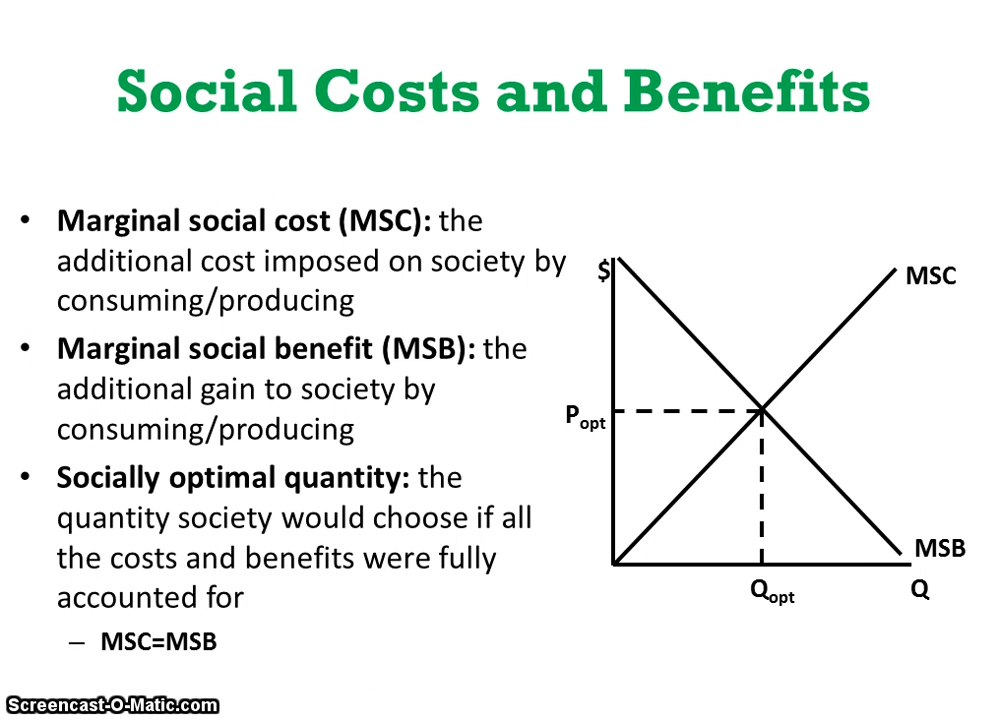 Social Costs and Benefits
• Marginal social cost (MSC): the
additional cost imposed on society by
consuming/producing
• Marginal social benefit (MSB): the
additional gain to society by
consuming/producing
• Socially optimal quantity: the
quantity society would choose if all
the costs and benefits were fully
accounted for
– MSC=MSB
$
MSC
Popt
MSB
Qopt
Q
Screencast-O-Matic.com